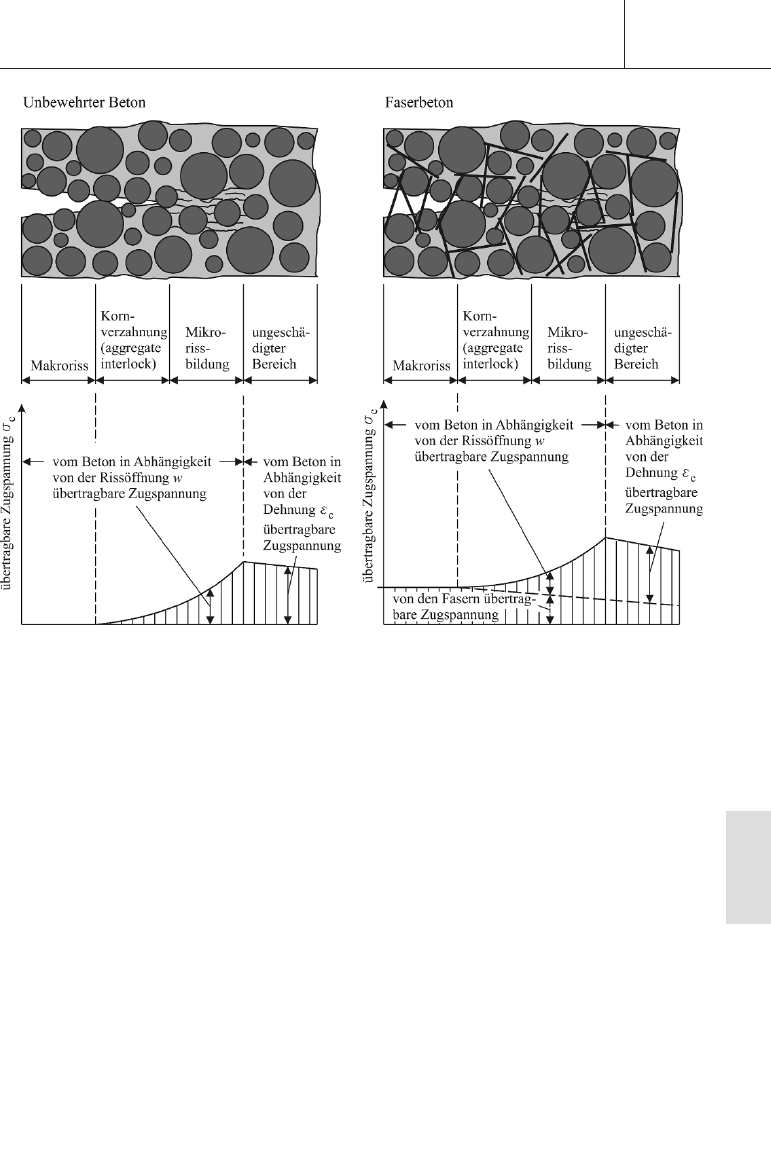 Unbewehrter Beton
Makroriss
Korn-
verzahnung
(aggregate
interlock)
Mikro-
riss-
bildung
ungeschä-
digter
Bereich
übertragbare Zugspannung σc
vom Beton in Abhängigkeit
von der Rissöffnung w
übertragbare Zugspannung
vom Beton in
Abhängigkeit
von der
Dehnung εc
übertragbare
Zugspannung
Faserbeton
Makroriss
Korn-
verzahnung
(aggregate
interlock)
Mikro-
riss-
bildung
ungeschä-
digter
Bereich
übertragbare Zugspannung σc
vom Beton in Abhängigkeit
von der Rissöffnung w
übertragbare Zugspannung
vom Beton in
Abhängigkeit
von der
Dehnung εc
übertragbare
Zugspannung
von den Fasern übertrag-
bare Zugspannung